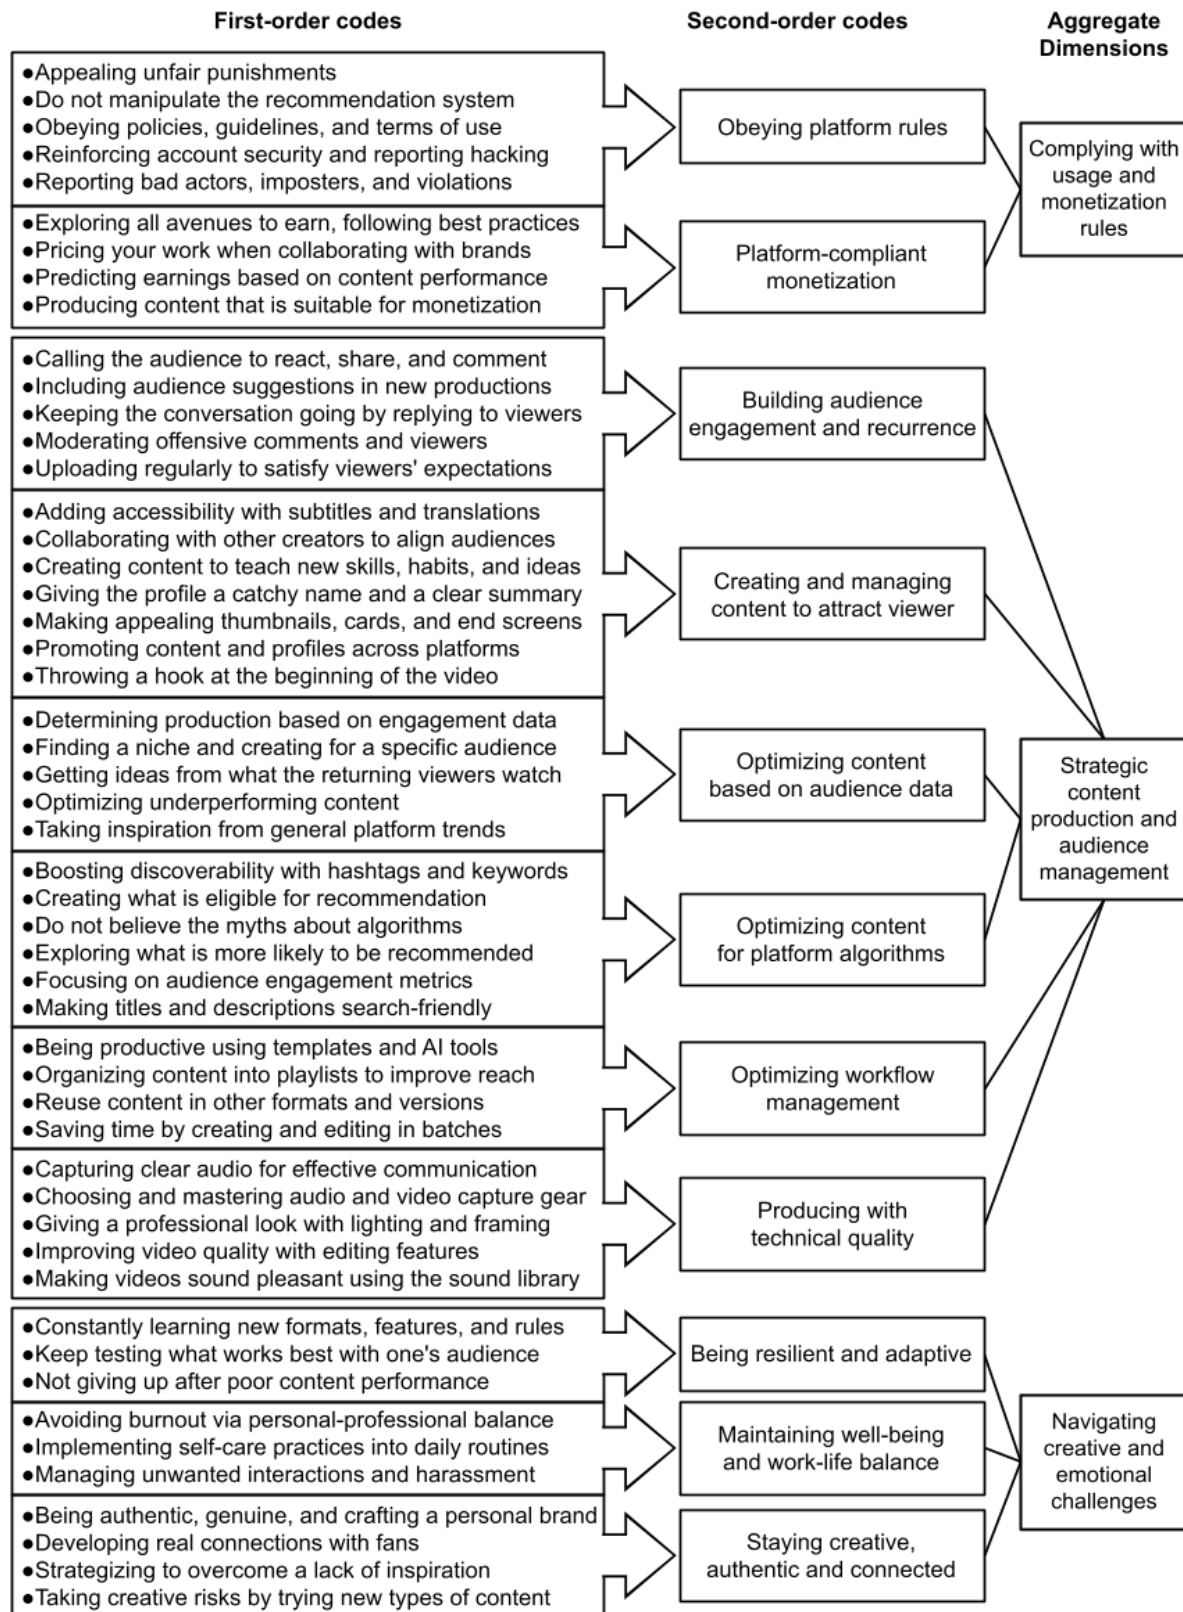 First-order codes
Second-order codes
Aggregate
Dimensions
●Appealing unfair punishments
●Do not manipulate the recommendation system
●Obeying policies, guidelines, and terms of use
●Reinforcing account security and reporting hacking
●Reporting bad actors, imposters, and violations
Obeying platform rules
●Exploring all avenues to earn, following best practices
●Pricing your work when collaborating with brands
●Predicting earnings based on content performance
●Producing content that is suitable for monetization
Platform-compliant
monetization
Complying with
usage and
monetization
rules
●Calling the audience to react, share, and comment
●Including audience suggestions in new productions
●Keeping the conversation going by replying to viewers
●Moderating offensive comments and viewers
●Uploading regularly to satisfy viewers' expectations
Building audience
engagement and recurrence
●Adding accessibility with subtitles and translations
●Collaborating with other creators to align audiences
●Creating content to teach new skills, habits, and ideas
●Giving the profile a catchy name and a clear summary
●Making appealing thumbnails, cards, and end screens
●Promoting content and profiles across platforms
●Throwing a hook at the beginning of the video
Creating and managing
content to attract viewer
●Determining production based on engagement data
●Finding a niche and creating for a specific audience
●Getting ideas from what the returning viewers watch
●Optimizing underperforming content
●Taking inspiration from general platform trends
Optimizing content
based on audience data
●Boosting discoverability with hashtags and keywords
●Creating what is eligible for recommendation
●Do not believe the myths about algorithms
●Exploring what is more likely to be recommended
●Focusing on audience engagement metrics
●Making titles and descriptions search-friendly
Optimizing content
for platform algorithms
●Being productive using templates and AI tools
●Organizing content into playlists to improve reach
●Reuse content in other formats and versions
●Saving time by creating and editing in batches
Optimizing workflow
management
●Capturing clear audio for effective communication
●Choosing and mastering audio and video capture gear
●Giving a professional look with lighting and framing
●Improving video quality with editing features
●Making videos sound pleasant using the sound library
Producing with
technical quality
Strategic
content
production and
audience
management
●Constantly learning new formats, features, and rules
●Keep testing what works best with one's audience
●Not giving up after poor content performance
Being resilient and adaptive
●Avoiding burnout via personal-professional balance
●Implementing self-care practices into daily routines
●Managing unwanted interactions and harassment
Maintaining well-being
and work-life balance
●Being authentic, genuine, and crafting a personal brand
●Developing real connections with fans
●Strategizing to overcome a lack of inspiration
●Taking creative risks by trying new types of content
Staying creative,
authentic and connected
Navigating
creative and
emotional
challenges